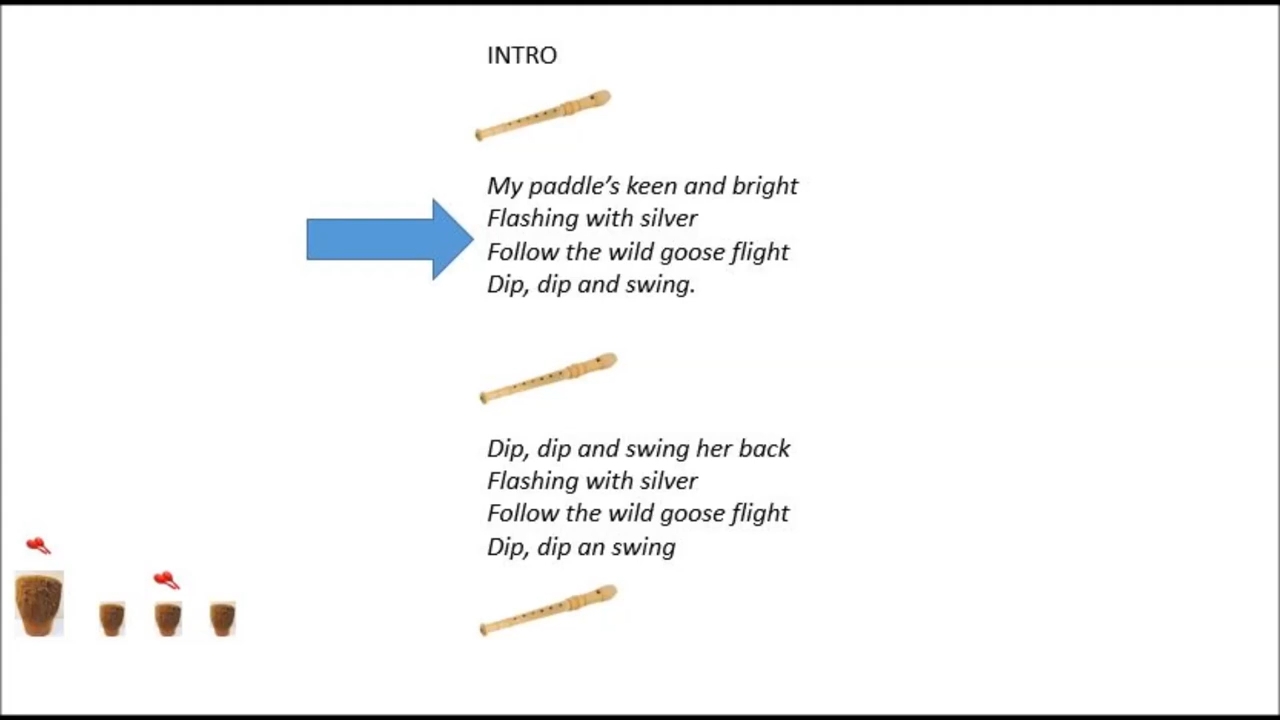 INTRO
My paddle’s keen and bright
Flashing with silver
Follow the wild goose flight
Dip, dip and swing.
Dip, dip and swing her back
Flashing with silver
Follow the wild goose flight
Dip, dip an swing